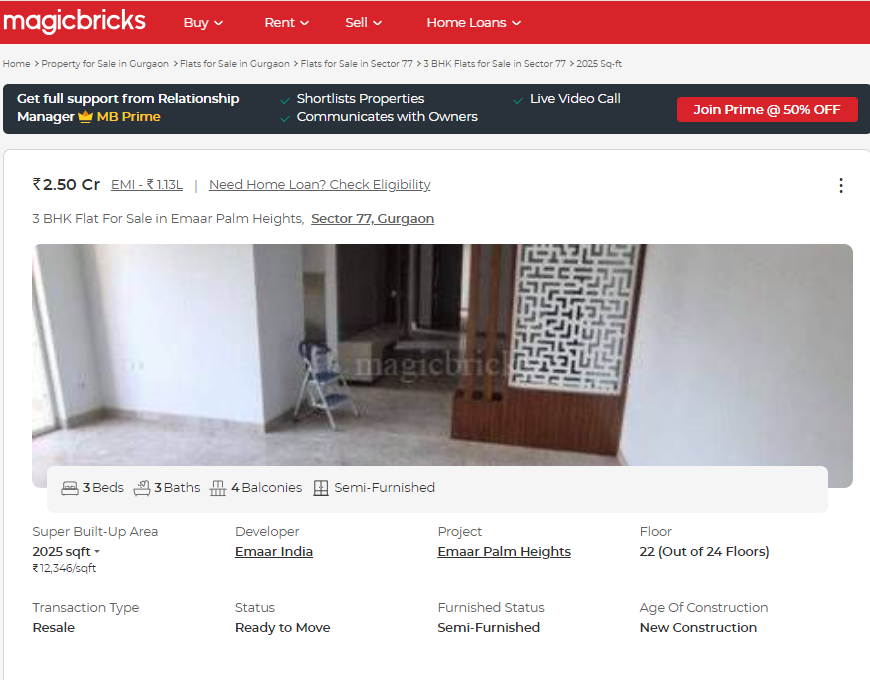 magicbricks Buy Rent Sell Home Loans
Home > Property for Sale in Gurgaon > Flats for Sale in Gurgaon > Flats for Sale in Sector 77 > 3 BHK Flats for Sale in Sector 77 > 2025 Sq-ft
Get full support from Relationship Manager MB Prime
Shortlists Properties
Communicates with Owners
Live Video Call
Join Prime @ 50% OFF
₹2.50 Cr EMI - ₹1.13L | Need Home Loan? Check Eligibility
3 BHK Flat For Sale in Emaar Palm Heights, Sector 77, Gurgaon
magicbricks
3 Beds 3 Baths 4 Balconies Semi-Furnished
Super Built-Up Area
2025 sqft
₹12,346/sqft
Developer
Emaar India
Project
Emaar Palm Heights
Floor
22 (Out of 24 Floors)
Transaction Type
Resale
Status
Ready to Move
Furnished Status
Semi-Furnished
Age Of Construction
New Construction